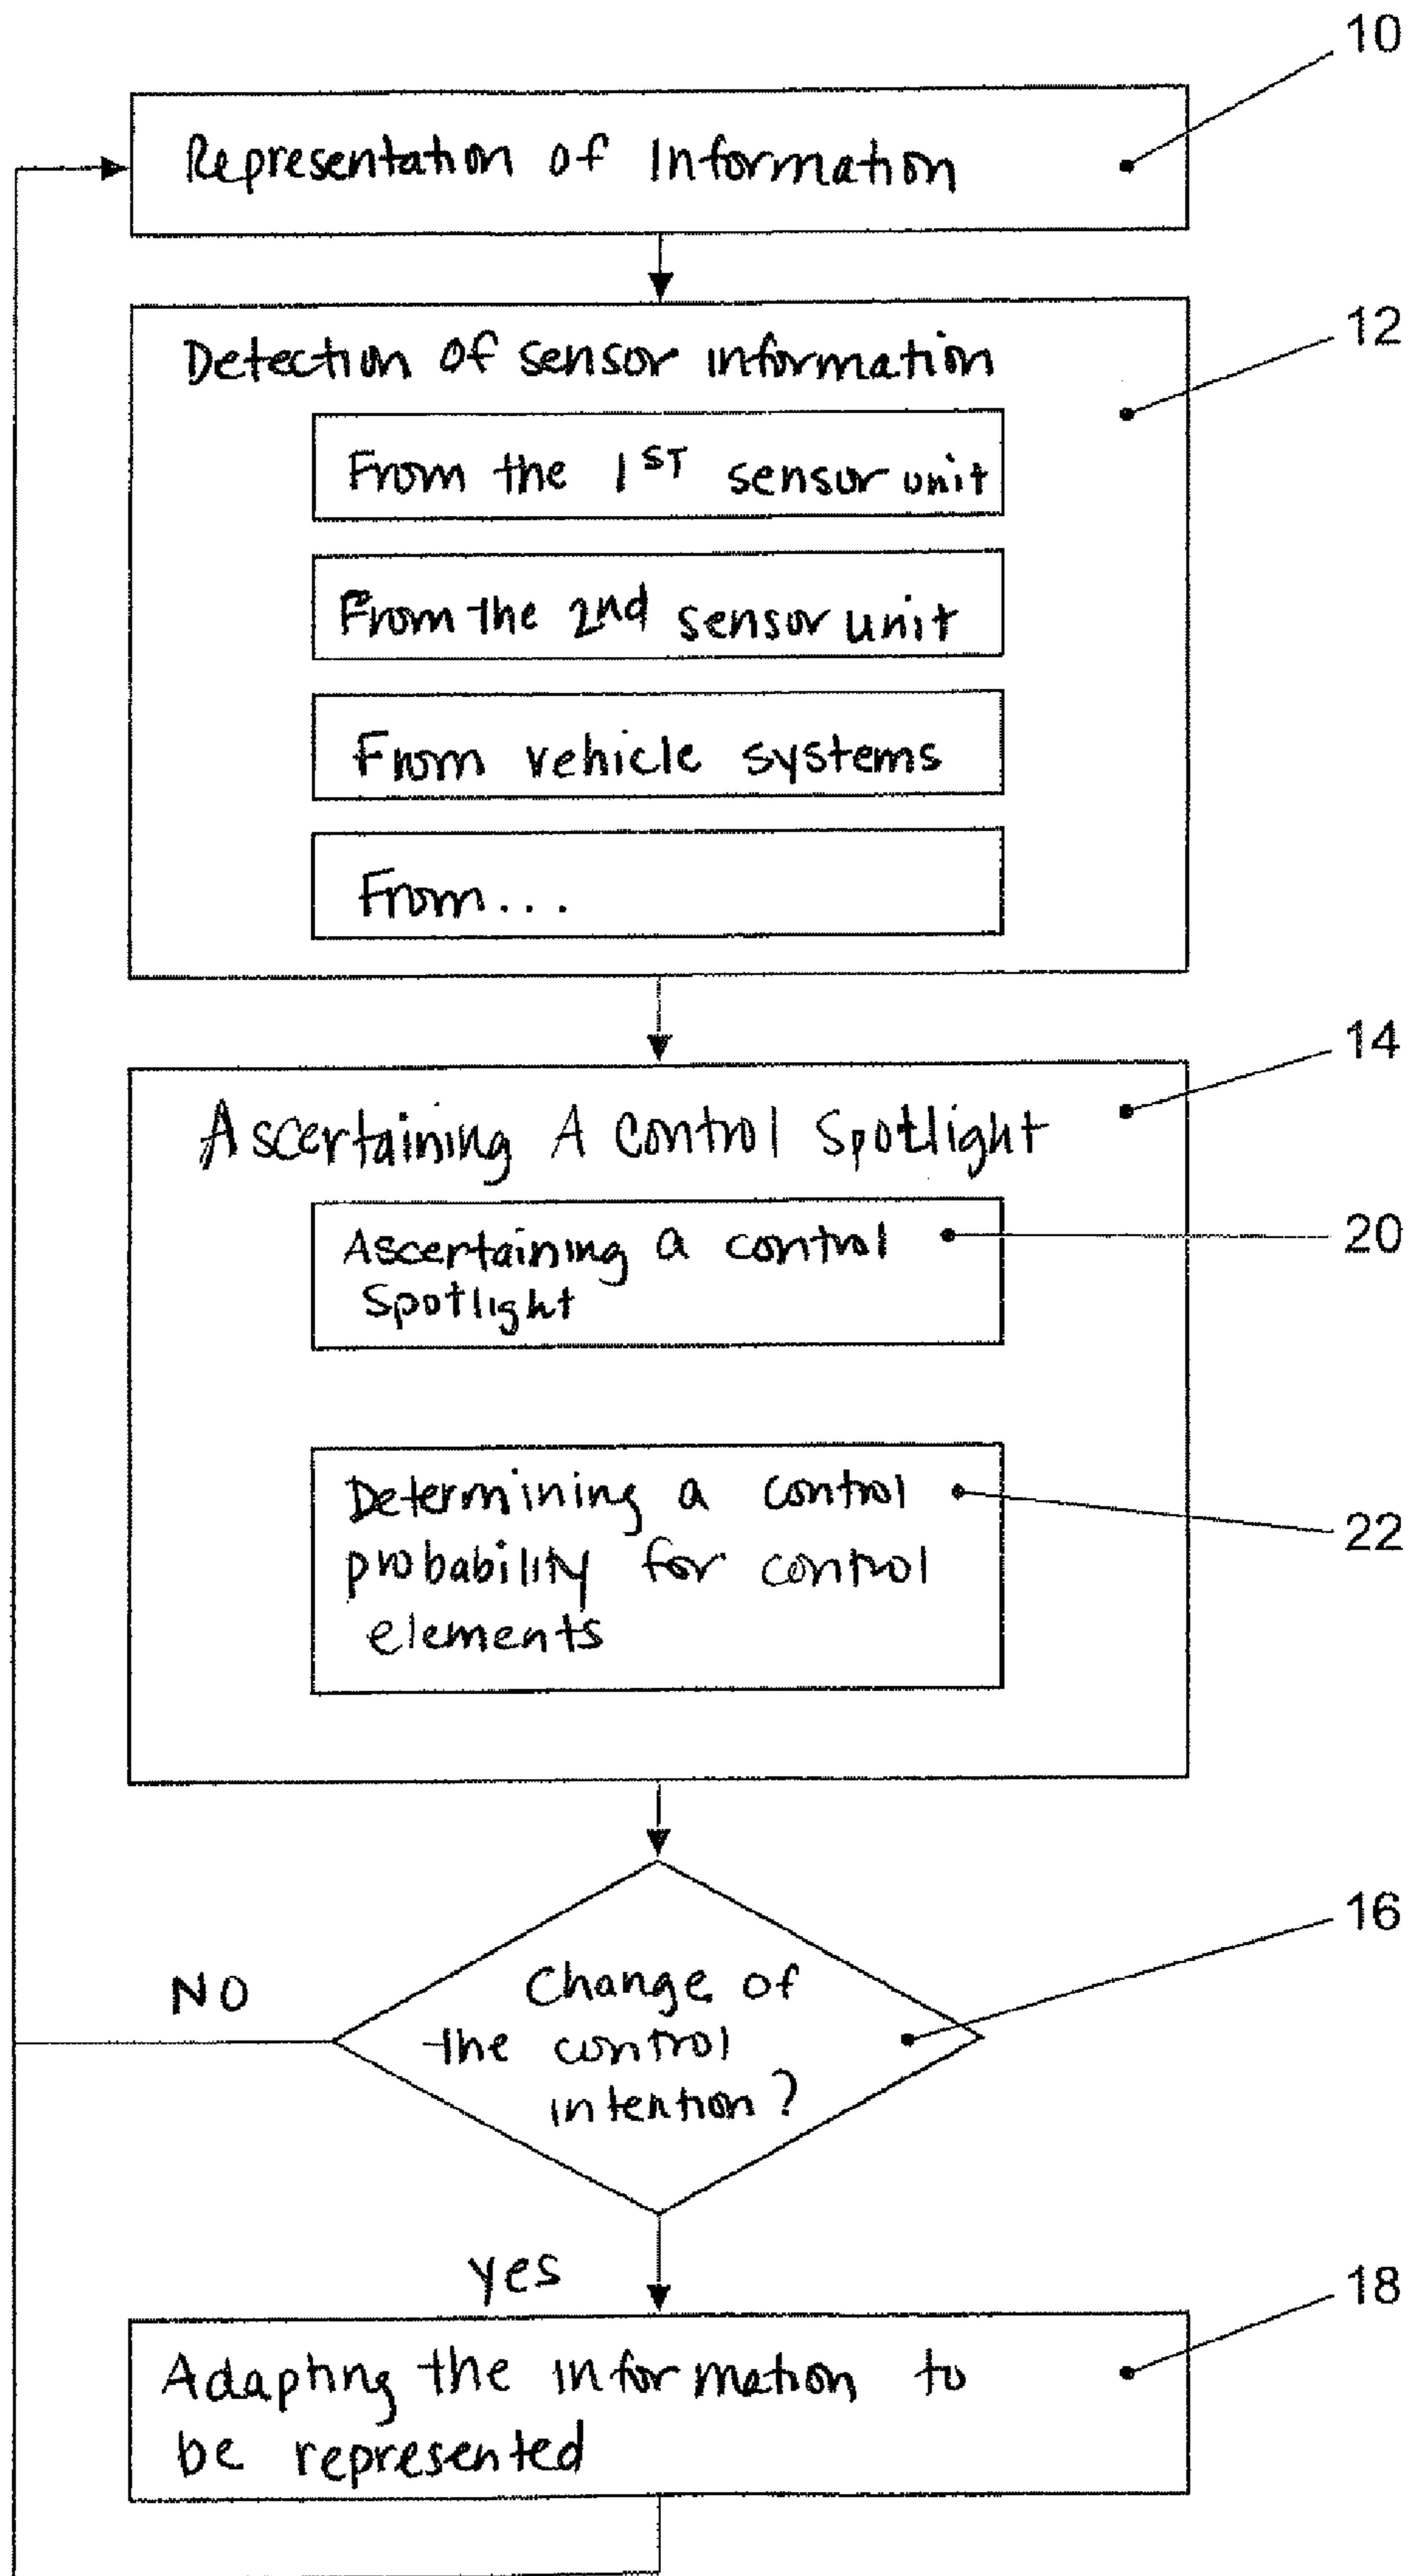 10
Representation of Information
12
Detection of sensor information
From the 1ST sensor unit
From the 2nd sensor unit
From vehicle systems
From...
14
Ascertaining A control Spotlight
20
Ascertaining a control
Spotlight
Determining a control
22
probability for control
elements
16
NO
Change of
the control
intention?
yes
18
Adapting the information to
be represented